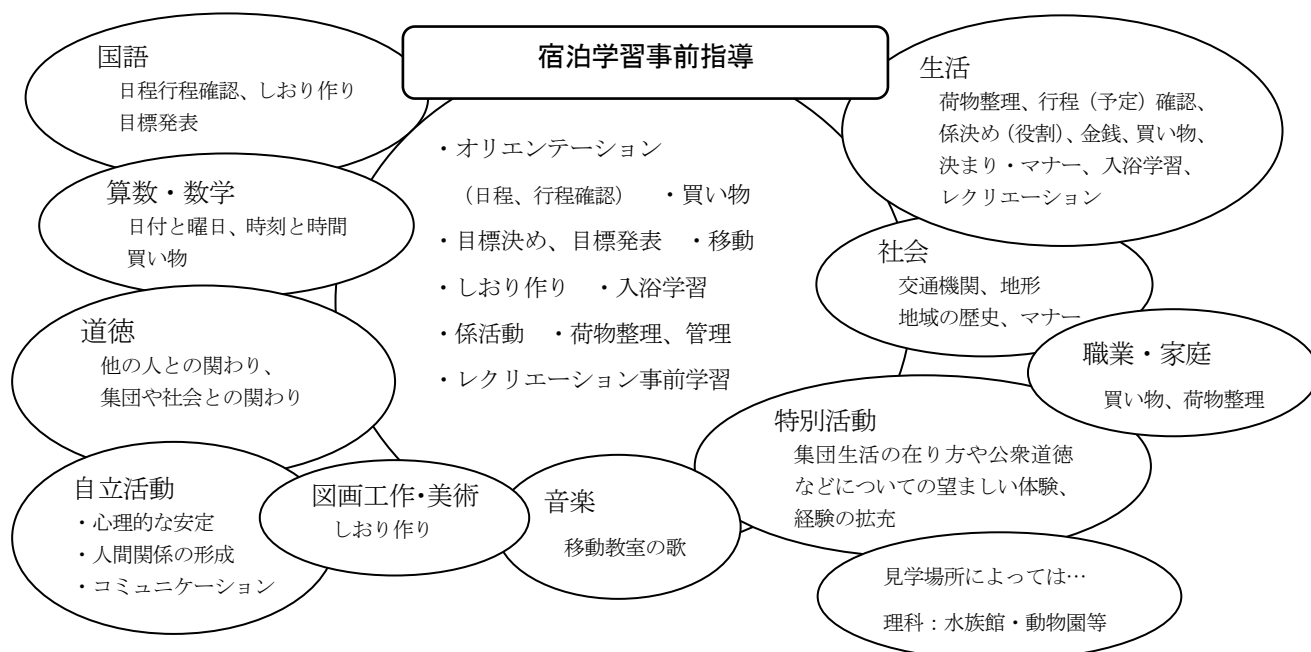 宿泊学習事前指導
国語
日程行程確認、しおり作り
目標発表
算数・数学
日付と曜日、時刻と時間
買い物
道徳
他の人との関わり、
集団や社会との関わり
自立活動
・心理的な安定
・人間関係の形成
・コミュニケーション
・オリエンテーション
（日程、行程確認）　・買い物
・目標決め、目標発表　・移動
・しおり作り　・入浴学習
・係活動　・荷物整理、管理
・レクリエーション事前学習
図画工作・美術
しおり作り
音楽
移動教室の歌
生活
荷物整理、行程（予定）確認、
係決め（役割）、金銭、買い物、
決まり・マナー、入浴学習、
レクリエーション
社会
交通機関、地形
地域の歴史、マナー
職業・家庭
買い物、荷物整理
特別活動
集団生活の在り方や公衆道徳
などについての望ましい体験、
経験の拡充
見学場所によっては…
理科：水族館・動物園等